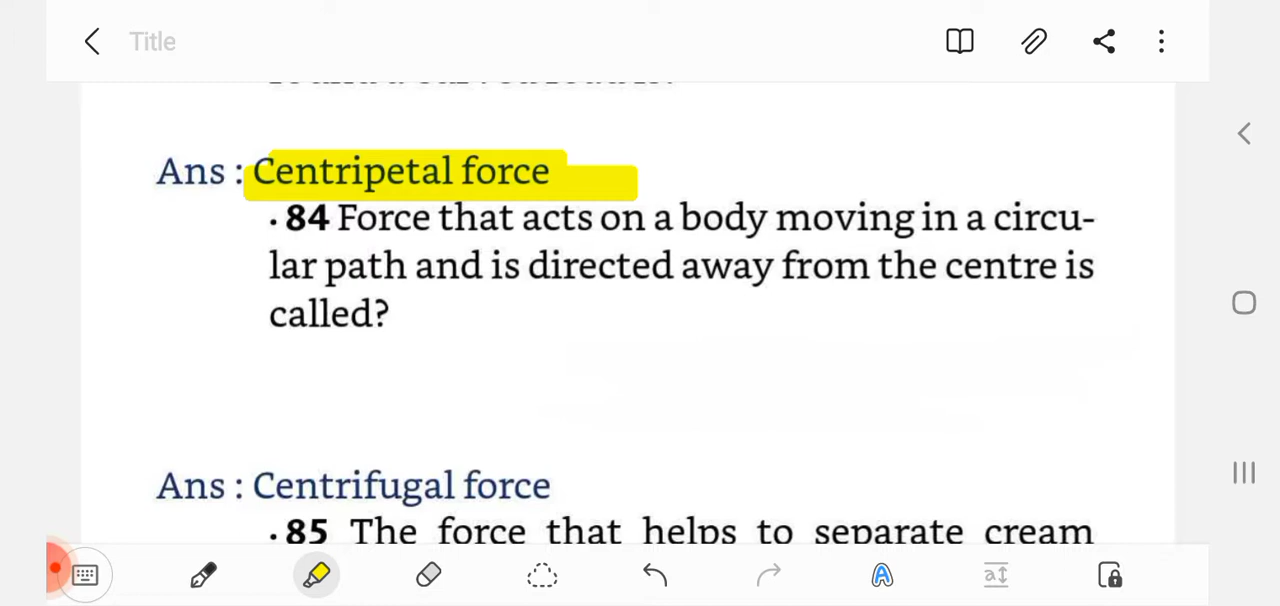 Title
Ans : Centripetal force
. 84 Force that acts on a body moving in a circu-
lar path and is directed away from the centre is
called?
Ans : Centrifugal force
. 85 The force that helps to separate cream